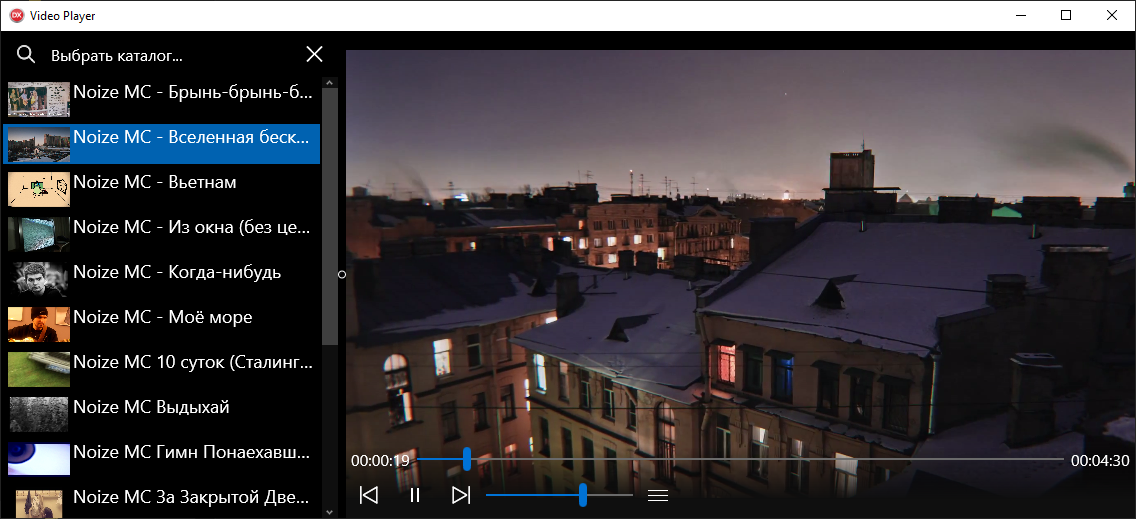 DX Video Player
Выбрать каталог...
Noize MC - Брынь-брынь-б...
Noize MC - Вселенная беск...
Noize MC - Вьетнам
Noize MC - Из окна (без це...
Noize MC - Когда-нибудь
Noize MC - Моё море
Noize MC 10 суток (Сталинг...
Noize MC Выдыхай
Noize MC Гимн Понаехавш...
Noize MC За Закрытой Две...
00:00:19
00:04:30